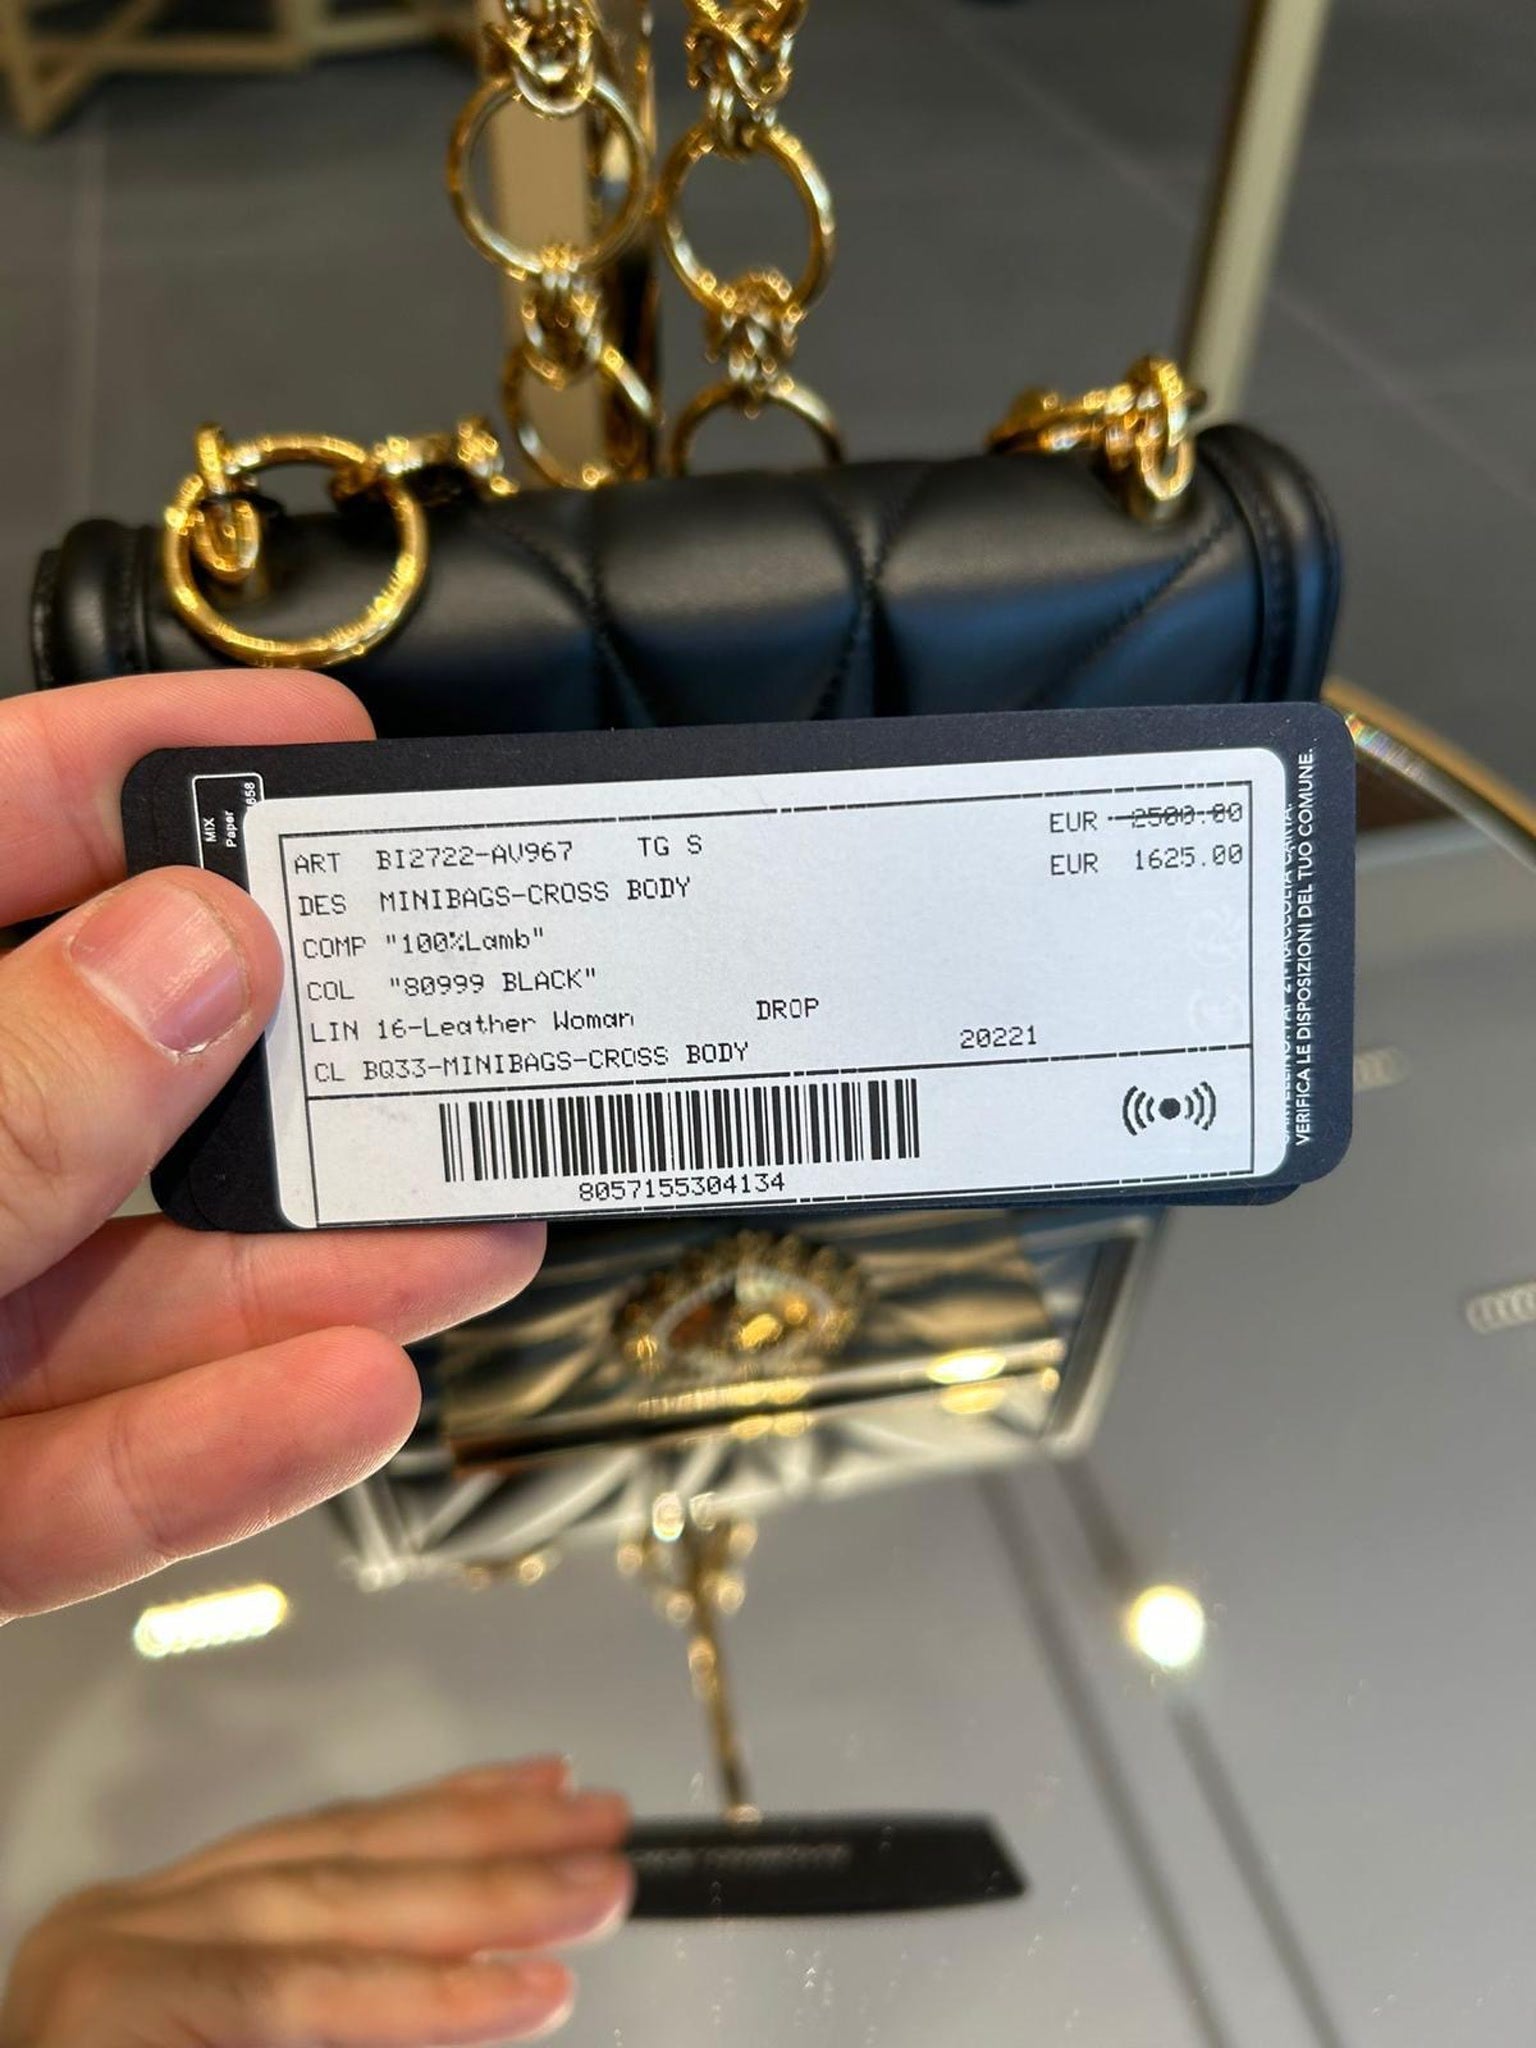 MIX
Paper
EUR 2500.00
ART BI2722-AV967 TG S
EUR 1625.00
DES MINIBAGS-CROSS BODY
COMP "100%Lamb"
COL "80999 BLACK"
LIN 16-Leather Woman DROP
CL BQ33-MINIBAGS-CROSS BODY 20221
8057155304134
VERIFICA LE DISPOSIZIONI DEL TUO COMUNE.